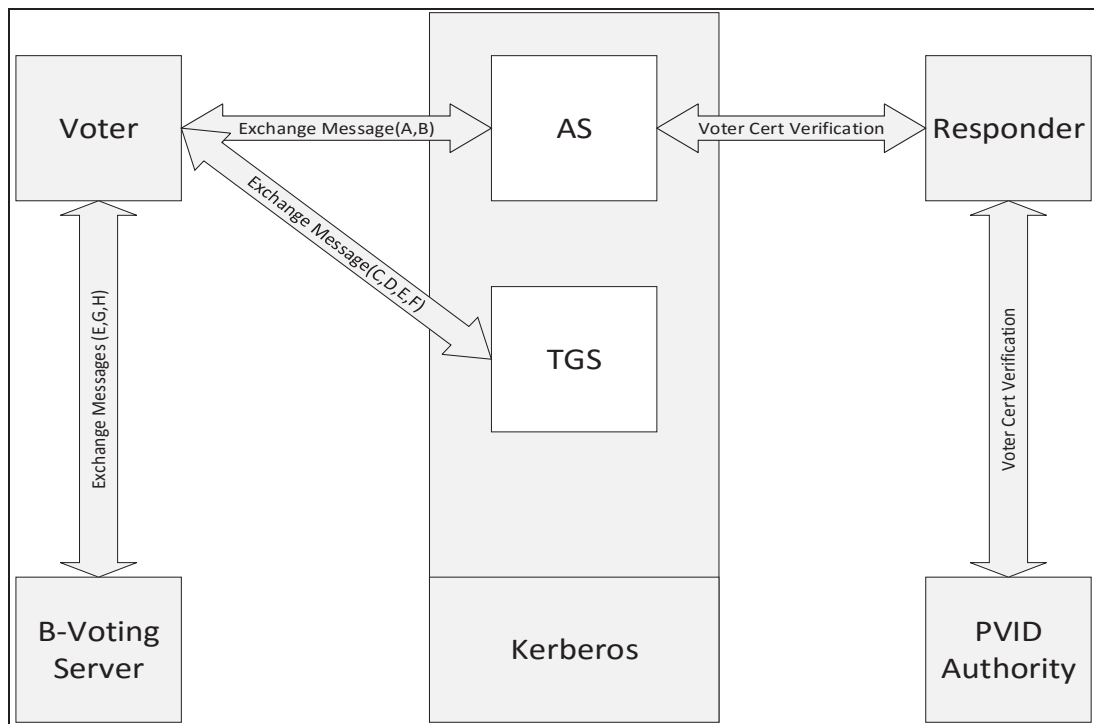 Voter
Exchange Message(A,B)
AS
Voter Cert Verification
Responder
Exchange Message(C,D,E,F)
TGS
Exchange Messages (E,G,H)
Voter Cert Verification
B-Voting
Server
Kerberos
PVID
Authority